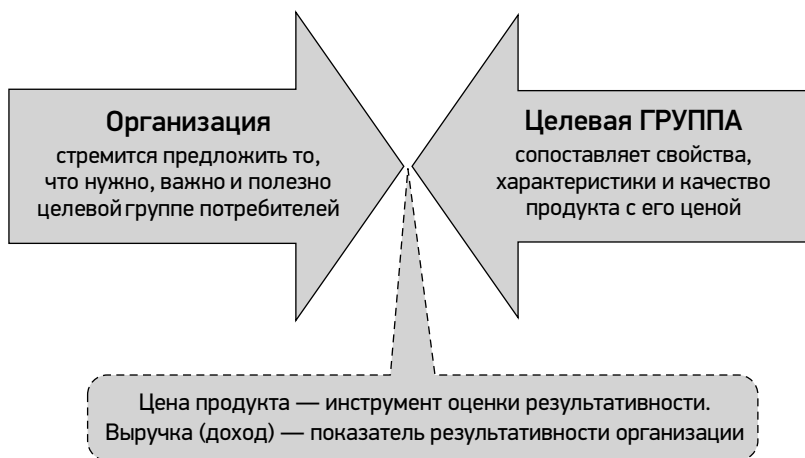 Организация
стремится предложить то,
что нужно, важно и полезно
целевой группе потребителей
Целевая ГРУППА
сопоставляет свойства,
характеристики и качество
продукта с его ценой
Цена продукта — инструмент оценки результативности.
Выручка (доход) — показатель результативности организации